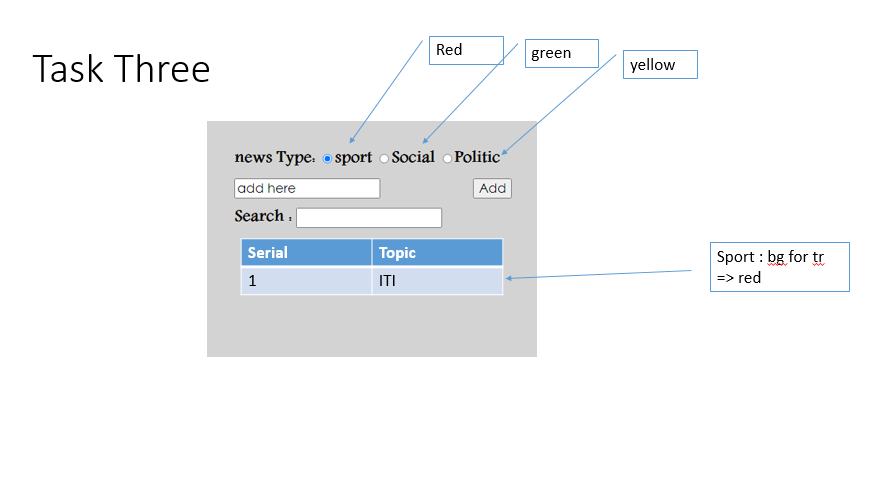 Task Three
Red
green
yellow
news Type: sport Social Politic
add here Add
Search :
Serial Topic
1 ITI
Sport : bg for tr
=> red